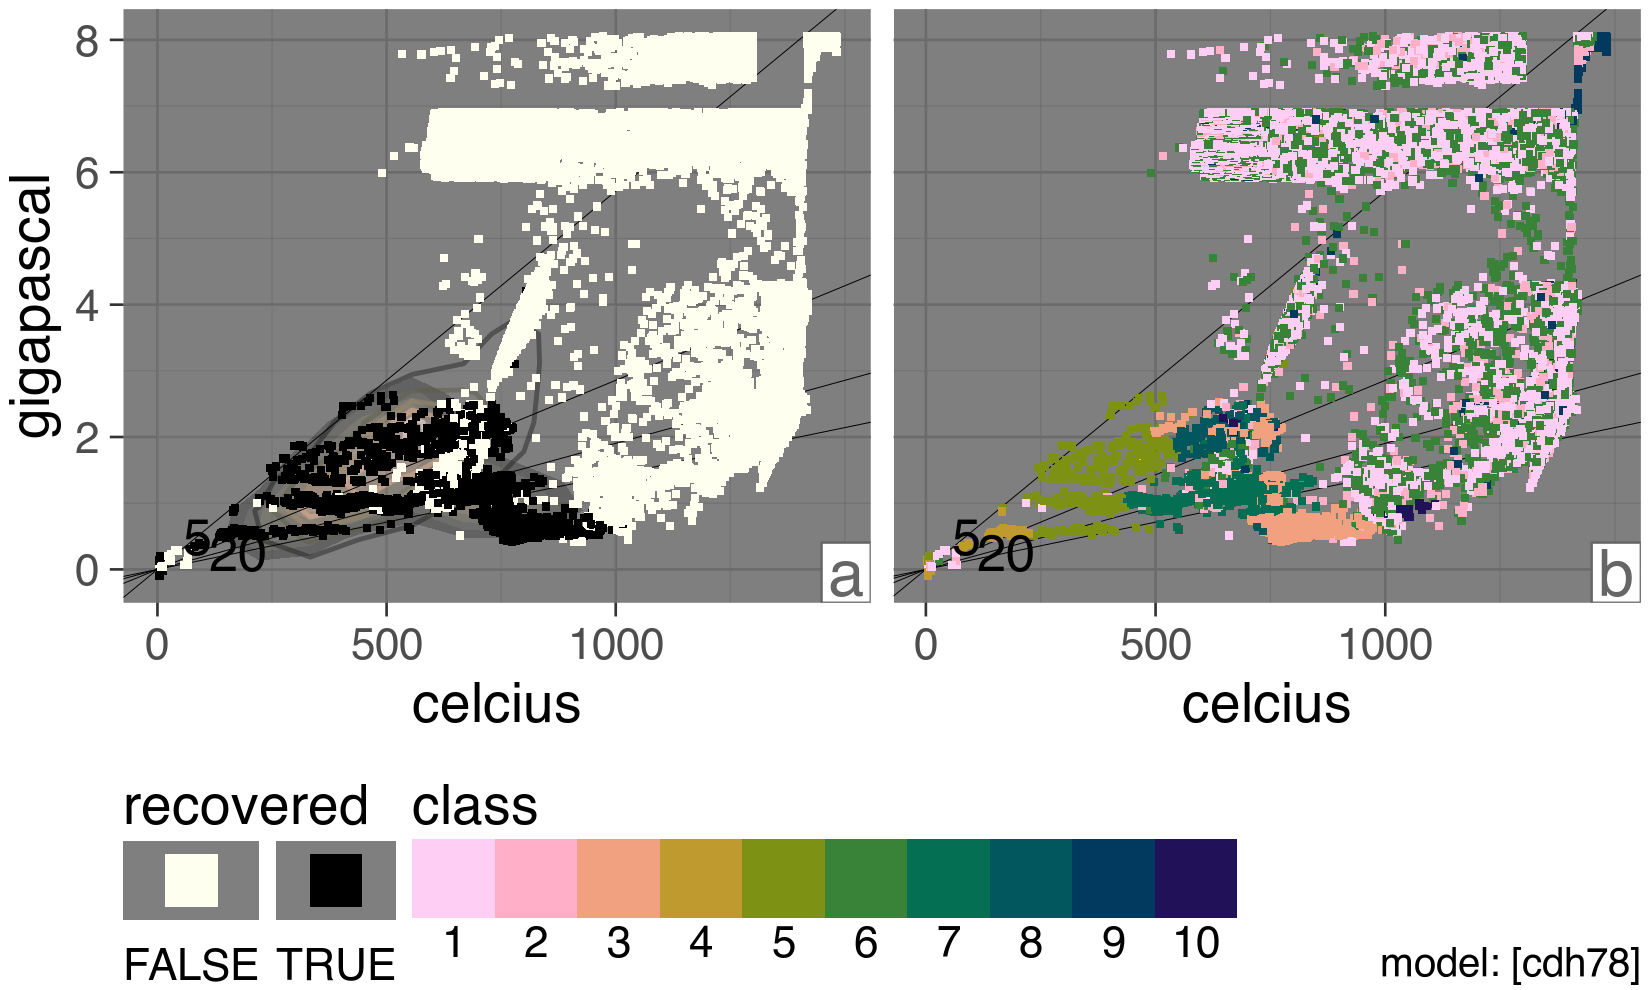 gigapascal
8
6
4
2
0
5
20
a
5
20
b
0 500 1000
0 500 1000
celcius
celcius
recovered
FALSE TRUE
class
1 2 3 4 5 6 7 8 9 10
model: [cdh78]